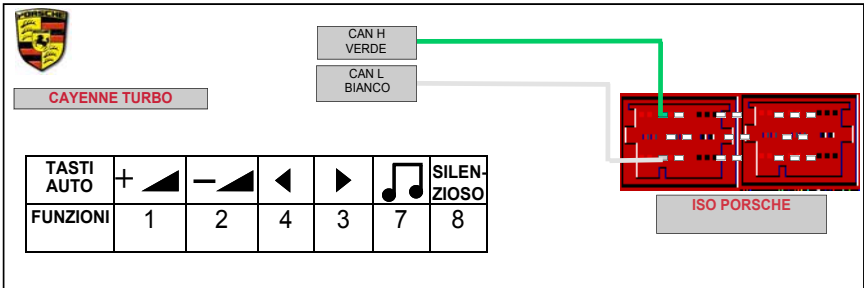 PORSCHE
CAN H
VERDE
CAN L
BIANCO
CAYENNE TURBO
ISO PORSCHE
TASTI
AUTO
+
–
SILEN-
ZIOSO
FUNZIONI
1
2
4
3
7
8